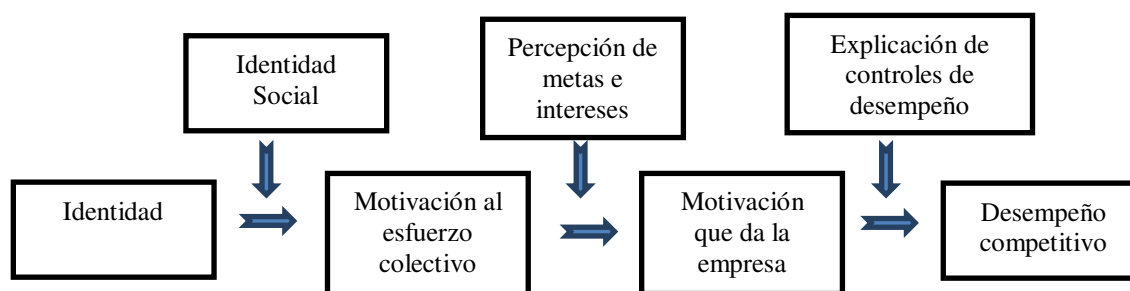 Identidad
Social
Percepción de
metas e
intereses
Explicación de
controles de
desempeño
Identidad
Motivación al
esfuerzo
colectivo
Motivación
que da la
empresa
Desempeño
competitivo